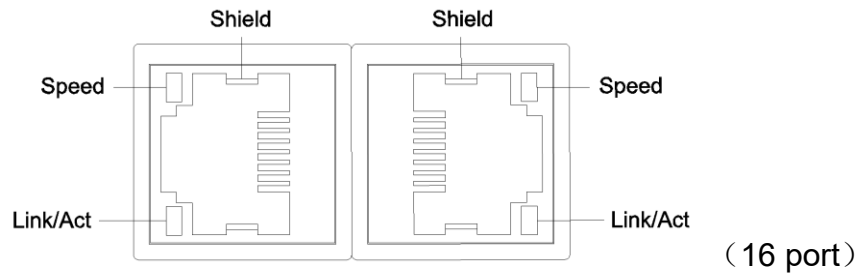 Shield Shield
Speed Speed
Link/Act Link/Act
（16 port）